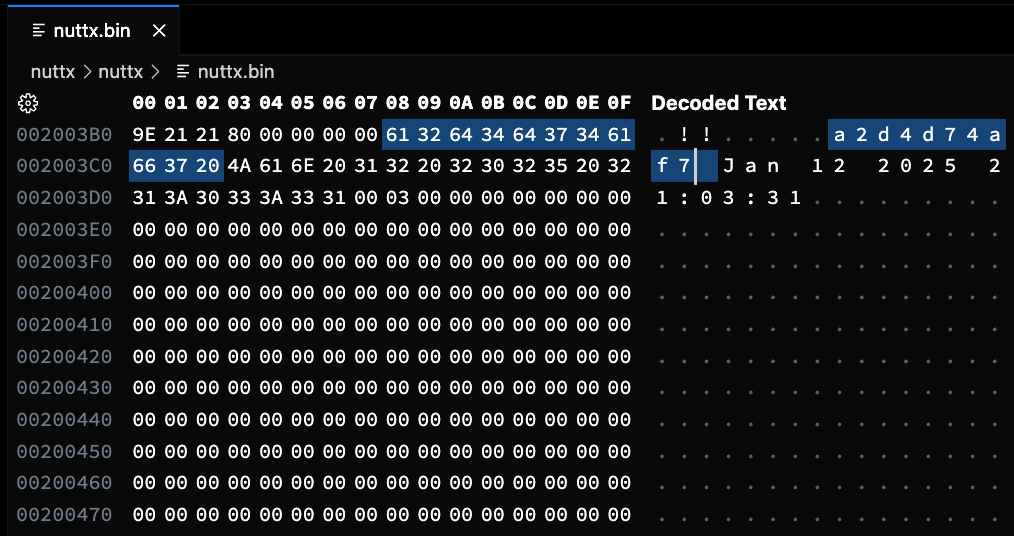 nuttx.bin ×
nuttx > nuttx > nuttx.bin
00 01 02 03 04 05 06 07 08 09 0A 0B 0C 0D 0E 0F Decoded Text
002003B0 9E 21 21 80 00 00 00 00 61 32 64 34 64 37 34 61 . ! ! . . . . . a 2 d 4 d 7 4 a
002003C0 66 37 20 4A 61 6E 20 31 32 20 32 30 32 35 20 32 f 7 J a n 1 2 2 0 2 5 2
002003D0 31 3A 30 33 3A 33 31 00 03 00 00 00 00 00 00 00 1 : 0 3 : 3 1 . . . . . . . . .
002003E0 00 00 00 00 00 00 00 00 00 00 00 00 00 00 00 00 . . . . . . . . . . . . . . . .
002003F0 00 00 00 00 00 00 00 00 00 00 00 00 00 00 00 00 . . . . . . . . . . . . . . . .
00200400 00 00 00 00 00 00 00 00 00 00 00 00 00 00 00 00 . . . . . . . . . . . . . . . .
00200410 00 00 00 00 00 00 00 00 00 00 00 00 00 00 00 00 . . . . . . . . . . . . . . . .
00200420 00 00 00 00 00 00 00 00 00 00 00 00 00 00 00 00 . . . . . . . . . . . . . . . .
00200430 00 00 00 00 00 00 00 00 00 00 00 00 00 00 00 00 . . . . . . . . . . . . . . . .
00200440 00 00 00 00 00 00 00 00 00 00 00 00 00 00 00 00 . . . . . . . . . . . . . . . .
00200450 00 00 00 00 00 00 00 00 00 00 00 00 00 00 00 00 . . . . . . . . . . . . . . . .
00200460 00 00 00 00 00 00 00 00 00 00 00 00 00 00 00 00 . . . . . . . . . . . . . . . .
00200470 00 00 00 00 00 00 00 00 00 00 00 00 00 00 00 00 . . . . . . . . . . . . . . . .